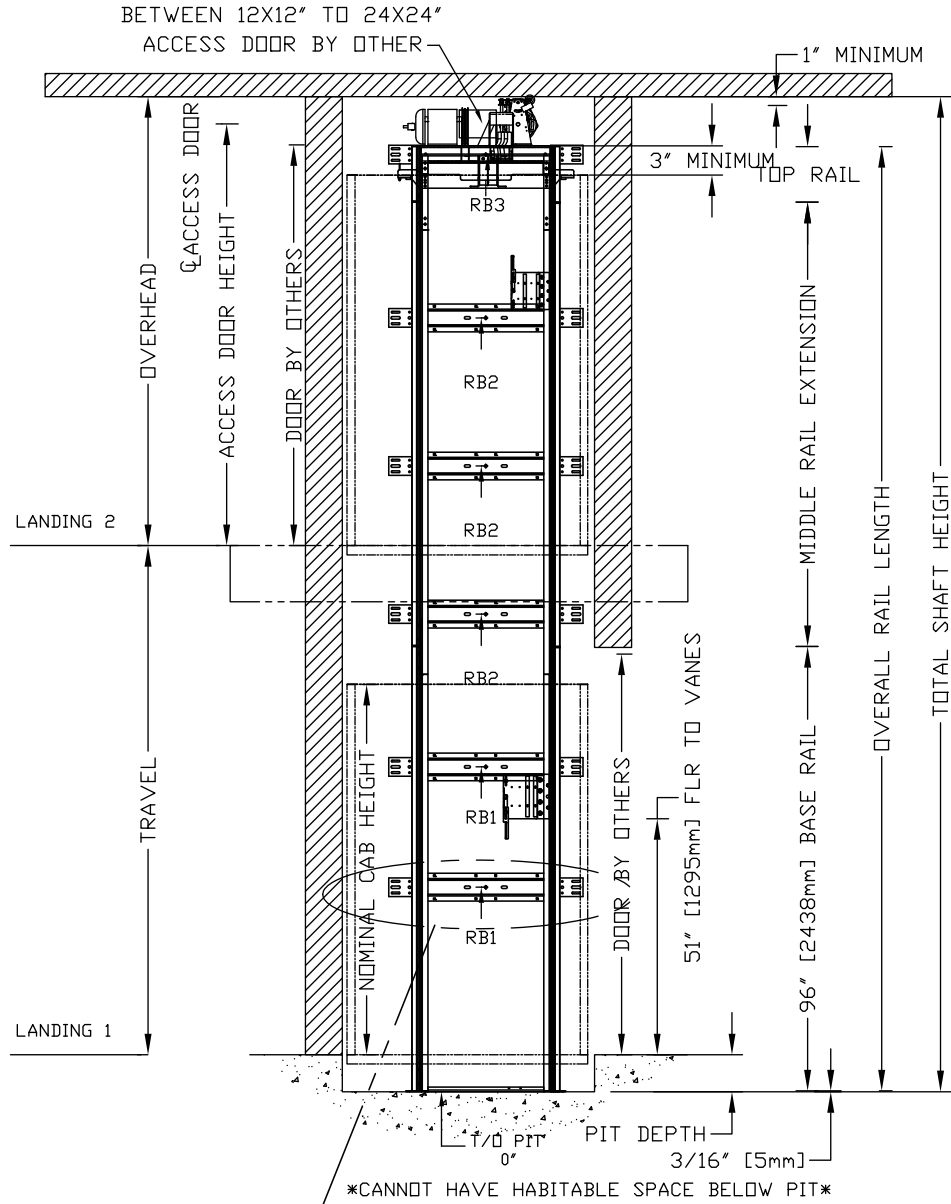 BETWEEN 12X12" TO 24X24"
ACCESS DOOR BY OTHER
1" MINIMUM
3" MINIMUM
TOP RAIL
RB3
℄ ACCESS DOOR
ACCESS DOOR HEIGHT
DOOR BY OTHERS
OVERHEAD
RB2
MIDDLE RAIL EXTENSION
RB2
LANDING 2
OVERALL RAIL LENGTH
TOTAL SHAFT HEIGHT
RB2
TRAVEL
NOMINAL CAB HEIGHT
RB1
DOOR BY OTHERS
51" [1295mm] FLR TO VANES
96" [2438mm] BASE RAIL
RB1
LANDING 1
T/O PIT
0"
PIT DEPTH
3/16" [5mm]
*CANNOT HAVE HABITABLE SPACE BELOW PIT*